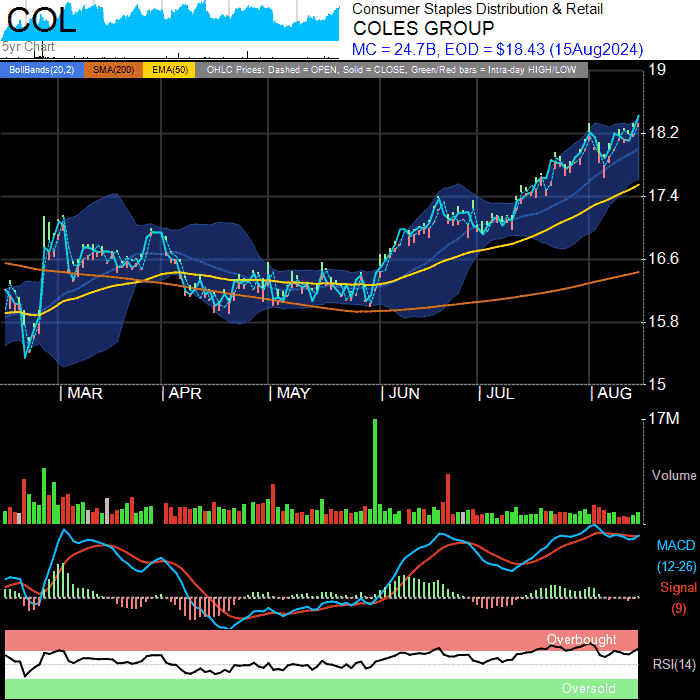 COL
5yr Chart
Consumer Staples Distribution & Retail
COLES GROUP
MC = 24.7B, EOD = $18.43 (15Aug2024)
BollBands(20,2) SMA(200) EMA(50) OHLC Prices: Dashed = OPEN, Solid = CLOSE, Green/Red bars = Intra-day HIGH/LOW
19
18.2
17.4
16.6
15.8
15
MAR APR MAY JUN JUL AUG
17M
Volume
MACD
(12-26)
Signal
(9)
Overbought
RSI(14)
Oversold